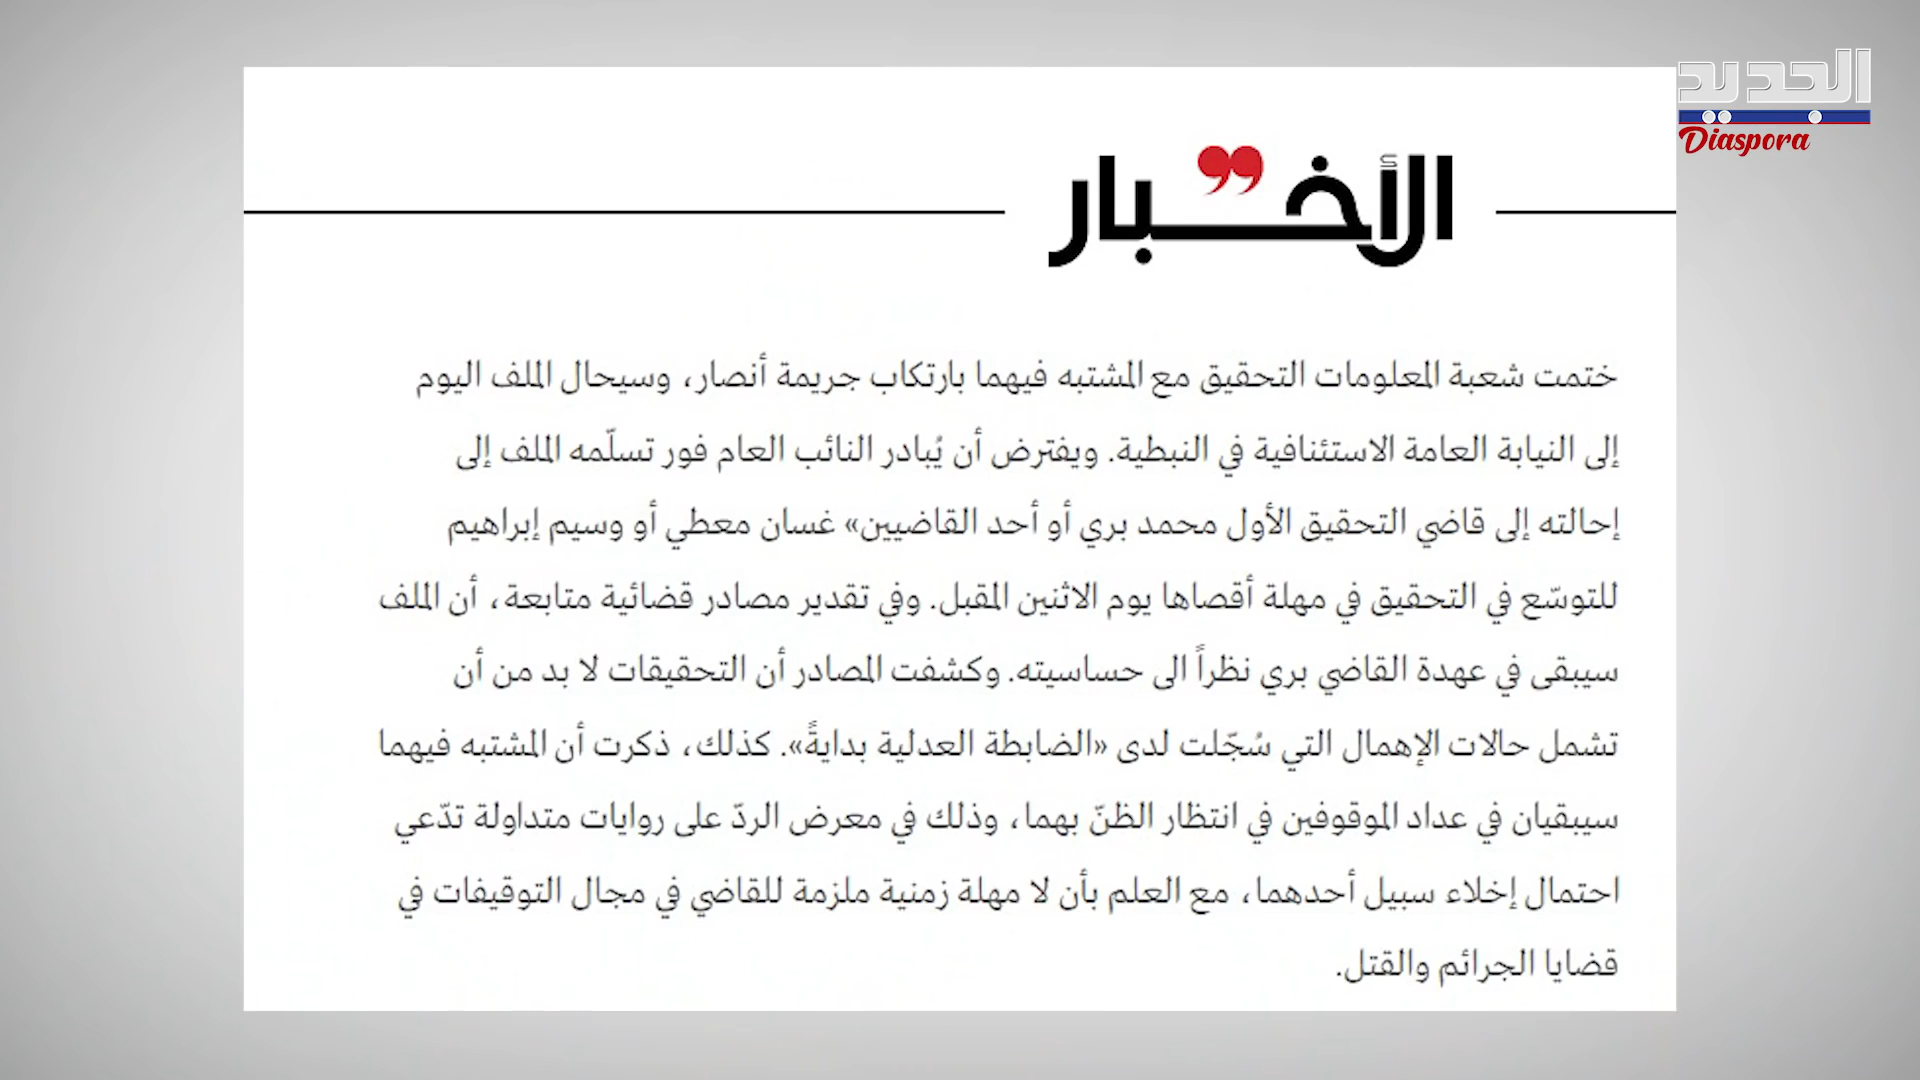 الجديد
Diaspora
الأخبار
ختمت شعبة المعلومات التحقيق مع المشتبه فيهما بارتكاب جريمة أنصار، وسيحال الملف اليوم
إلى النيابة العامة الاستئنافية في النبطية. ويفترض أن يُبادر النائب العام فور تسلّمه الملف إلى
إحالته إلى قاضي التحقيق الأول محمد بري أو أحد القاضيين» غسان معطي أو وسيم إبراهيم
للتوسّع في التحقيق في مهلة أقصاها يوم الاثنين المقبل. وفي تقدير مصادر قضائية متابعة، أن الملف
سيبقى في عهدة القاضي بري نظراً الى حساسيته. وكشفت المصادر أن التحقيقات لا بد من أن
تشمل حالات الإهمال التي سُجّلت لدى «الضابطة العدلية بدايةً». كذلك، ذكرت أن المشتبه فيهما
سيبقيان في عداد الموقوفين في انتظار الظنّ بهما، وذلك في معرض الردّ على روايات متداولة تدّعي
احتمال إخلاء سبيل أحدهما، مع العلم بأن لا مهلة زمنية ملزمة للقاضي في مجال التوقيفات في
قضايا الجرائم والقتل.